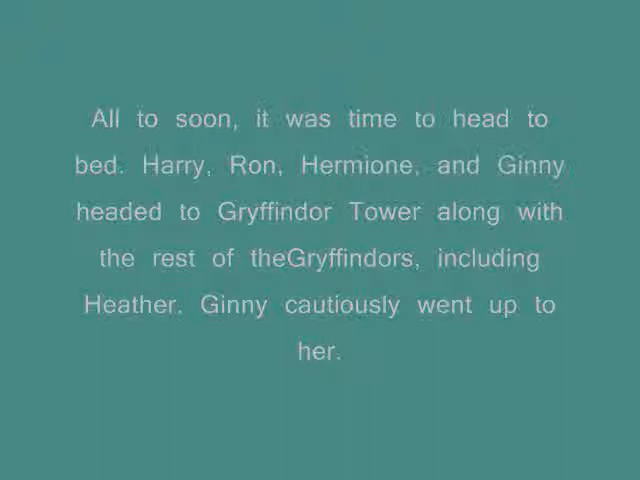 All to soon, it was time to head to
bed. Harry, Ron, Hermione, and Ginny
headed to Gryffindor Tower along with
the rest of theGryffindors, including
Heather. Ginny cautiously went up to
her.